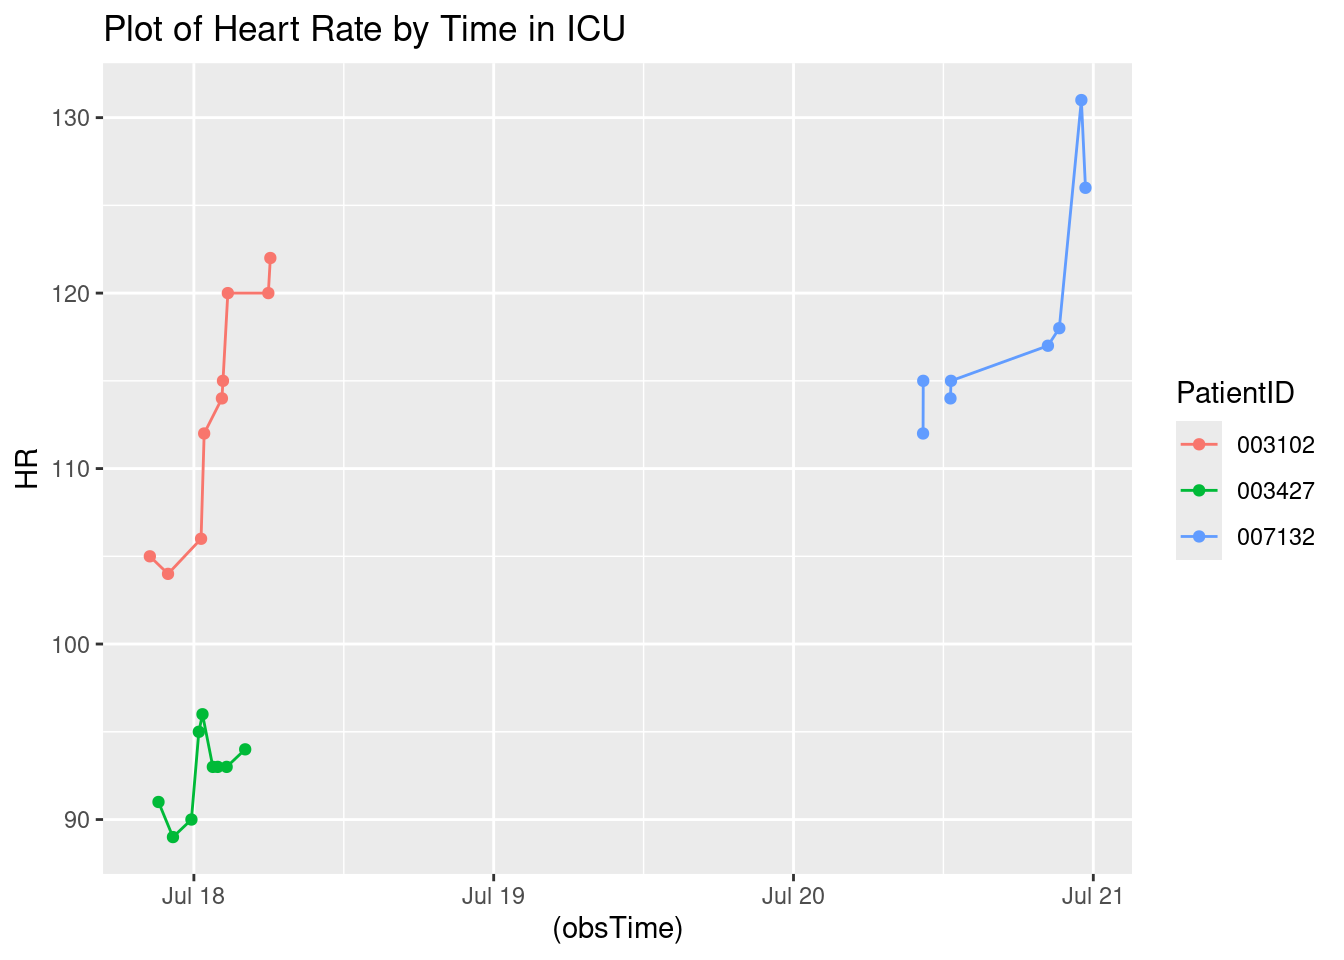 Plot of Heart Rate by Time in ICU
130
120
110
100
90
HR
Jul 18
Jul 19
Jul 20
Jul 21
(obsTime)
PatientID
003102
003427
007132